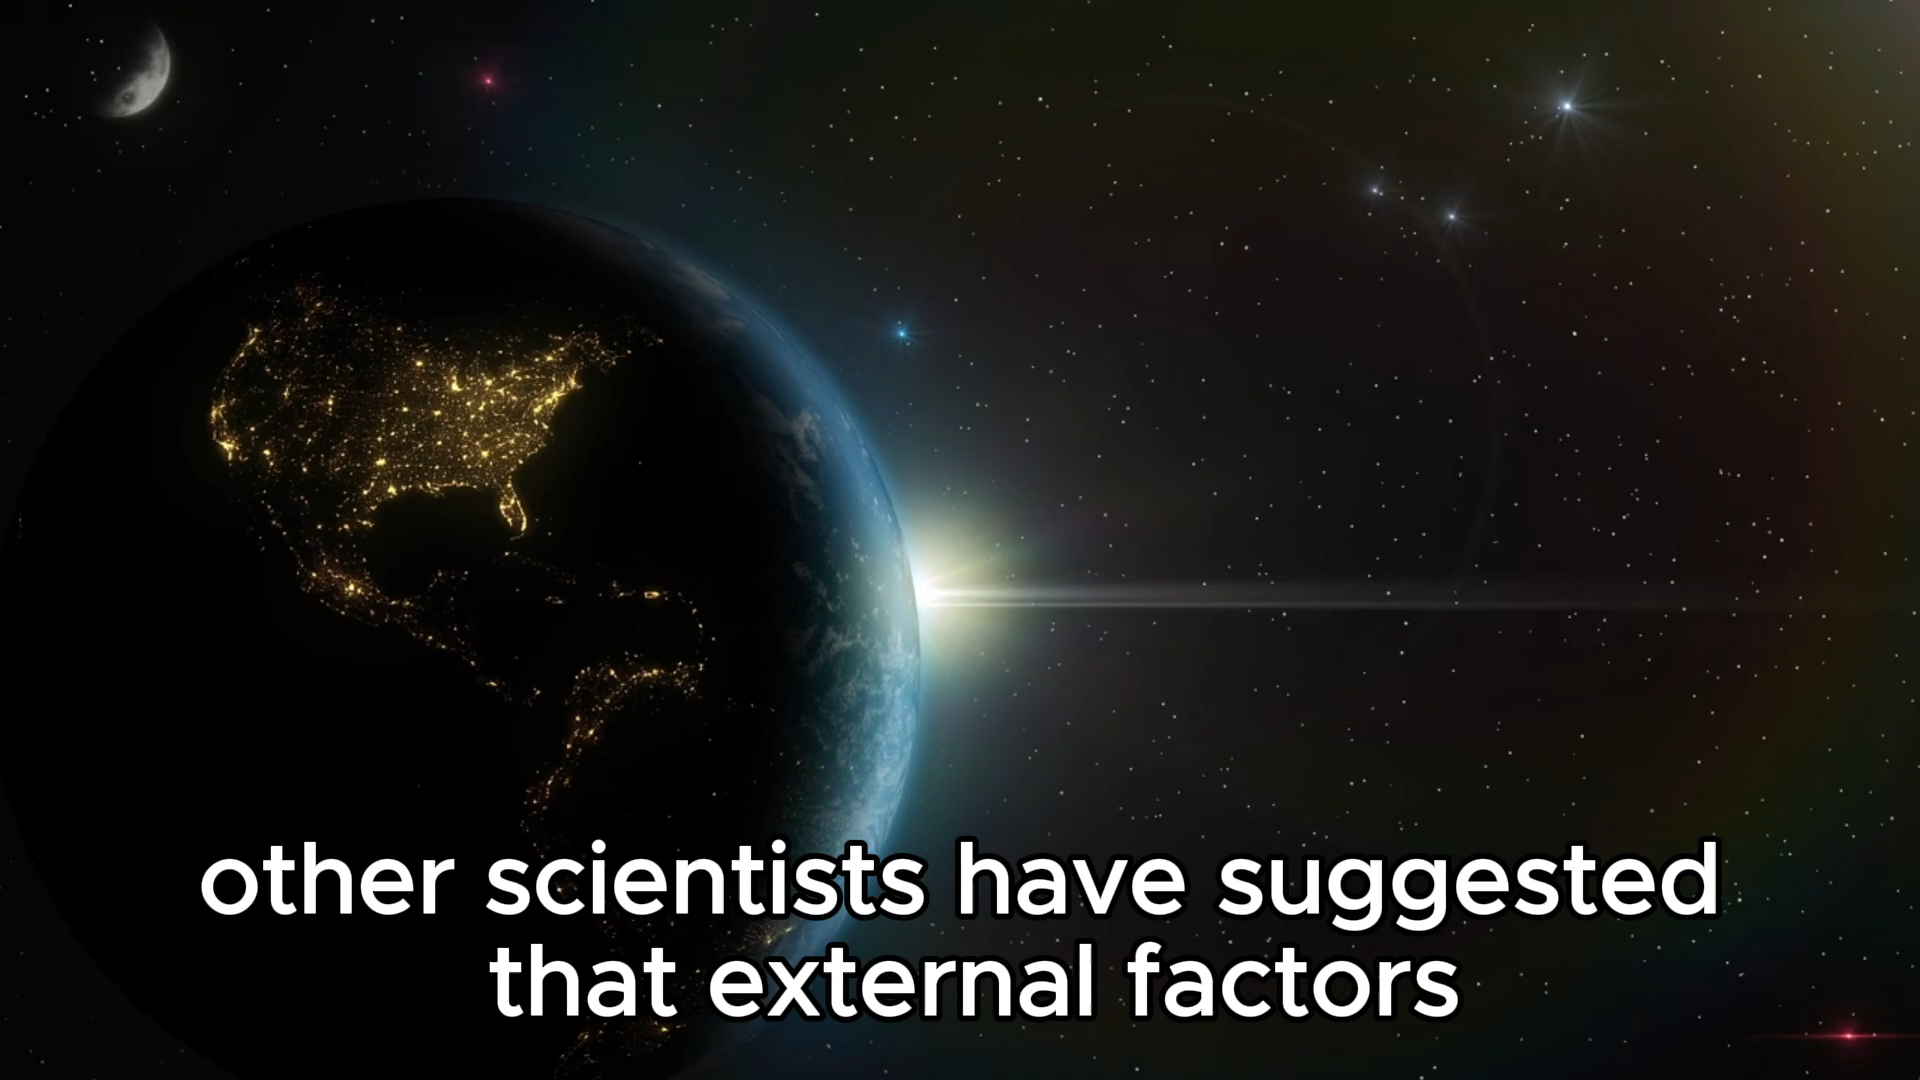 other scientists have suggested
that external factors